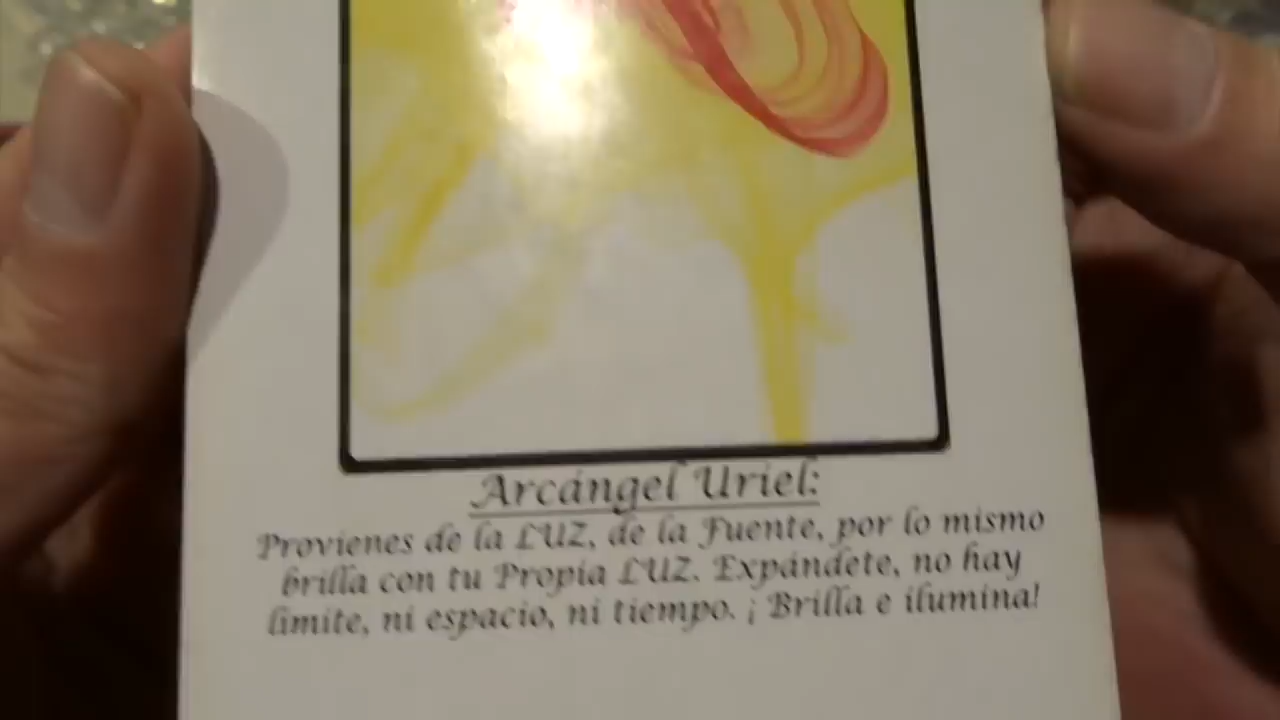 Arcángel Uriel:
Provienes de la LUZ, de la Fuente, por lo mismo
brilla con tu Propia LUZ. Expándete, no hay
limite, ni espacio, ni tiempo. ¡ Brilla e ilumina!